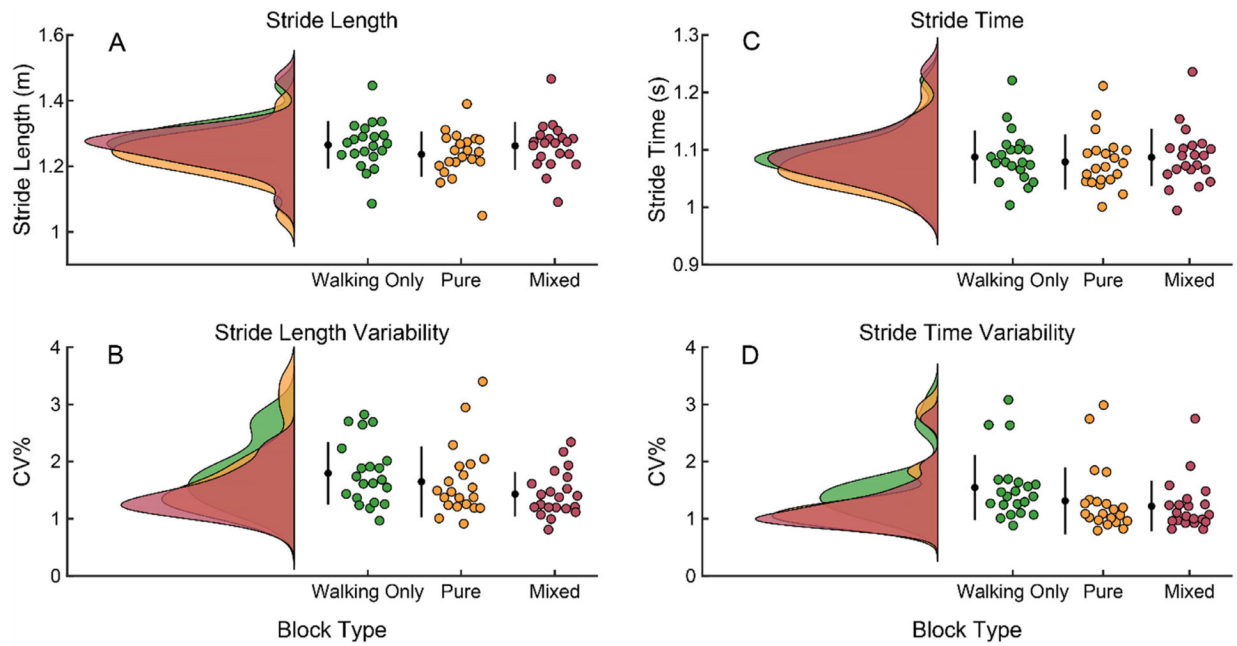 Stride Length
A
Stride Length (m)
1.6
1.4
1.2
1
Walking Only Pure Mixed
Stride Time
C
Stride Time (s)
1.3
1.2
1.1
1
0.9
Walking Only Pure Mixed
Stride Length Variability
B
CV%
4
3
2
1
0
Walking Only Pure Mixed
Block Type
Stride Time Variability
D
CV%
4
3
2
1
0
Walking Only Pure Mixed
Block Type